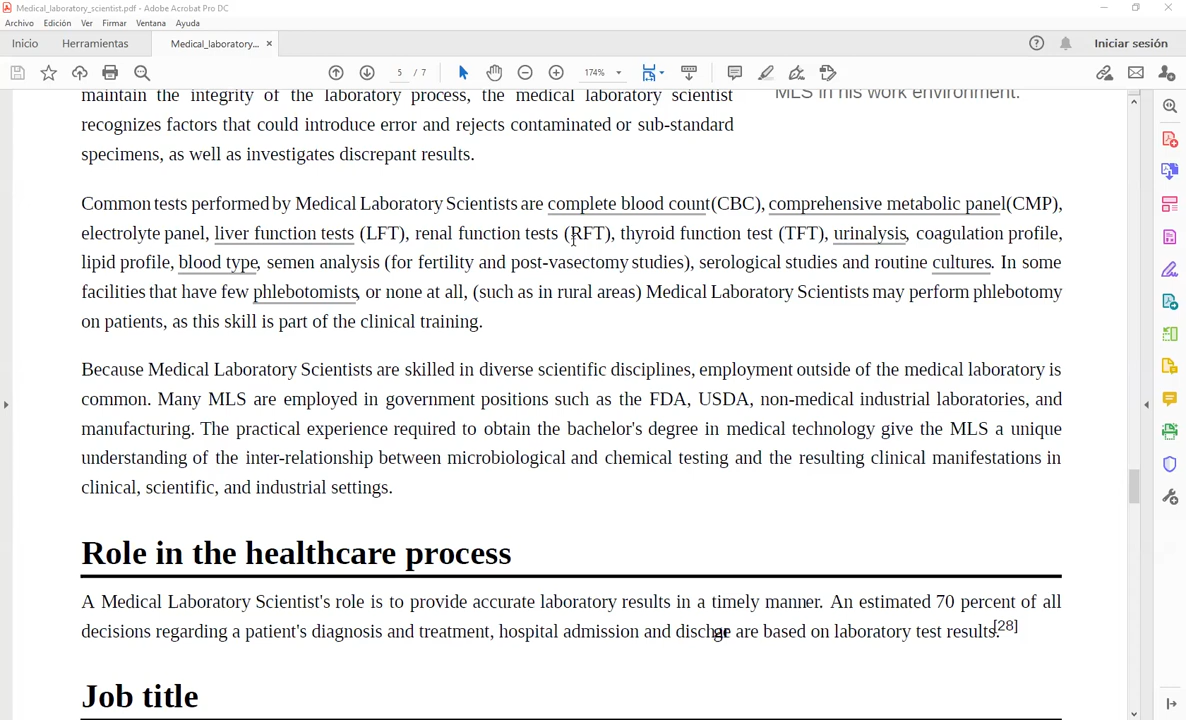 Medical_laboratory_scientist.pdf - Adobe Acrobat Pro DC
Archivo Edición Ver Firmar Ventana Ayuda
Inicio Herramientas Medical_laboratory... × Iniciar sesión
5 / 7 174%
maintain the integrity of the laboratory process, the medical laboratory scientist
MLS in his work environment.
recognizes factors that could introduce error and rejects contaminated or sub-standard
specimens, as well as investigates discrepant results.
Common tests performed by Medical Laboratory Scientists are complete blood count(CBC), comprehensive metabolic panel(CMP),
electrolyte panel, liver function tests (LFT), renal function tests (RFT), thyroid function test (TFT), urinalysis, coagulation profile,
lipid profile, blood type, semen analysis (for fertility and post-vasectomy studies), serological studies and routine cultures. In some
facilities that have few phlebotomists, or none at all, (such as in rural areas) Medical Laboratory Scientists may perform phlebotomy
on patients, as this skill is part of the clinical training.
Because Medical Laboratory Scientists are skilled in diverse scientific disciplines, employment outside of the medical laboratory is
common. Many MLS are employed in government positions such as the FDA, USDA, non-medical industrial laboratories, and
manufacturing. The practical experience required to obtain the bachelor's degree in medical technology give the MLS a unique
understanding of the inter-relationship between microbiological and chemical testing and the resulting clinical manifestations in
clinical, scientific, and industrial settings.
Role in the healthcare process
A Medical Laboratory Scientist's role is to provide accurate laboratory results in a timely manner. An estimated 70 percent of all
decisions regarding a patient's diagnosis and treatment, hospital admission and are based on laboratory test results.[28]
Job title